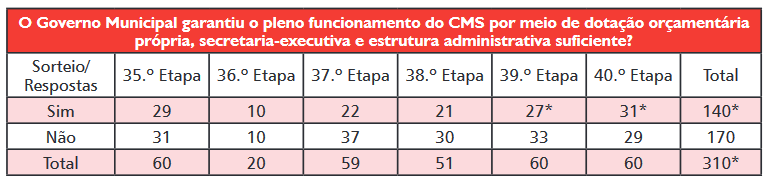 O Governo Municipal garantiu o pleno funcionamento do CMS por meio de dotação orçamentária
própria, secretaria-executiva e estrutura administrativa suficiente?
Sorteio/
Respostas 35.º Etapa 36.º Etapa 37.º Etapa 38.º Etapa 39.º Etapa 40.º Etapa Total
Sim 29 10 22 21 27* 31* 140*
Não 31 10 37 30 33 29 170
Total 60 20 59 51 60 60 310*